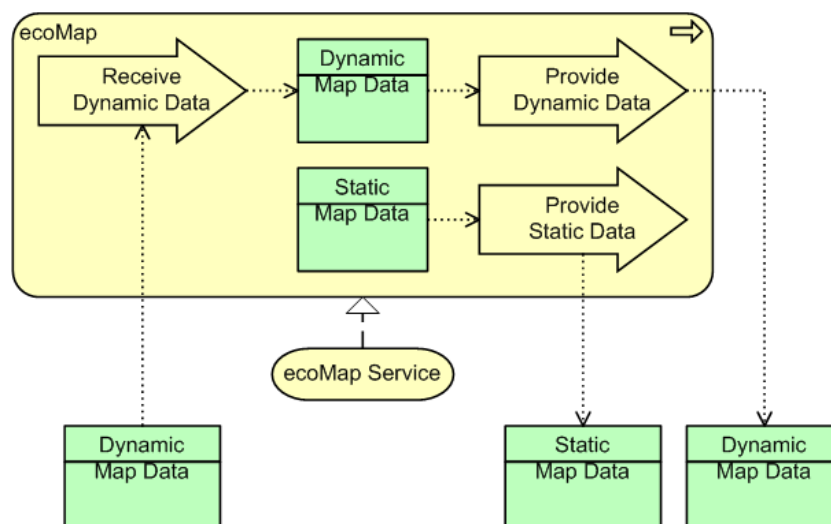 ecoMap
Receive
Dynamic Data
Dynamic
Map Data
Provide
Dynamic Data
Static
Map Data
Provide
Static Data
ecoMap Service
Dynamic
Map Data
Static
Map Data
Dynamic
Map Data